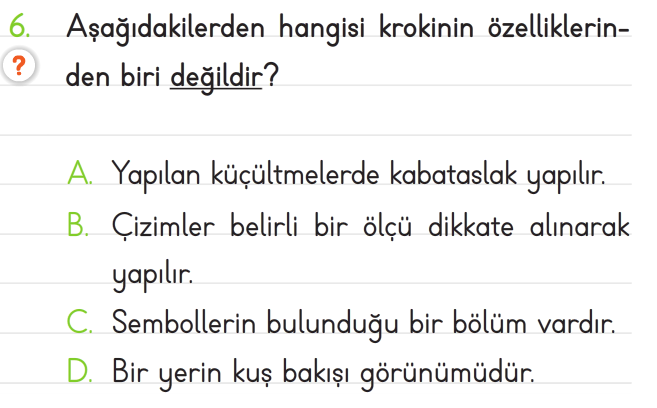 6. Aşağıdakilerden hangisi krokinin özelliklerin-
? den biri değildir?
A. Yapılan küçültmelerde kabataslak yapılır.
B. Çizimler belirli bir ölçü dikkate alınarak
yapılır.
C. Sembollerin bulunduğu bir bölüm vardır.
D. Bir yerin kuş bakışı görünümüdür.